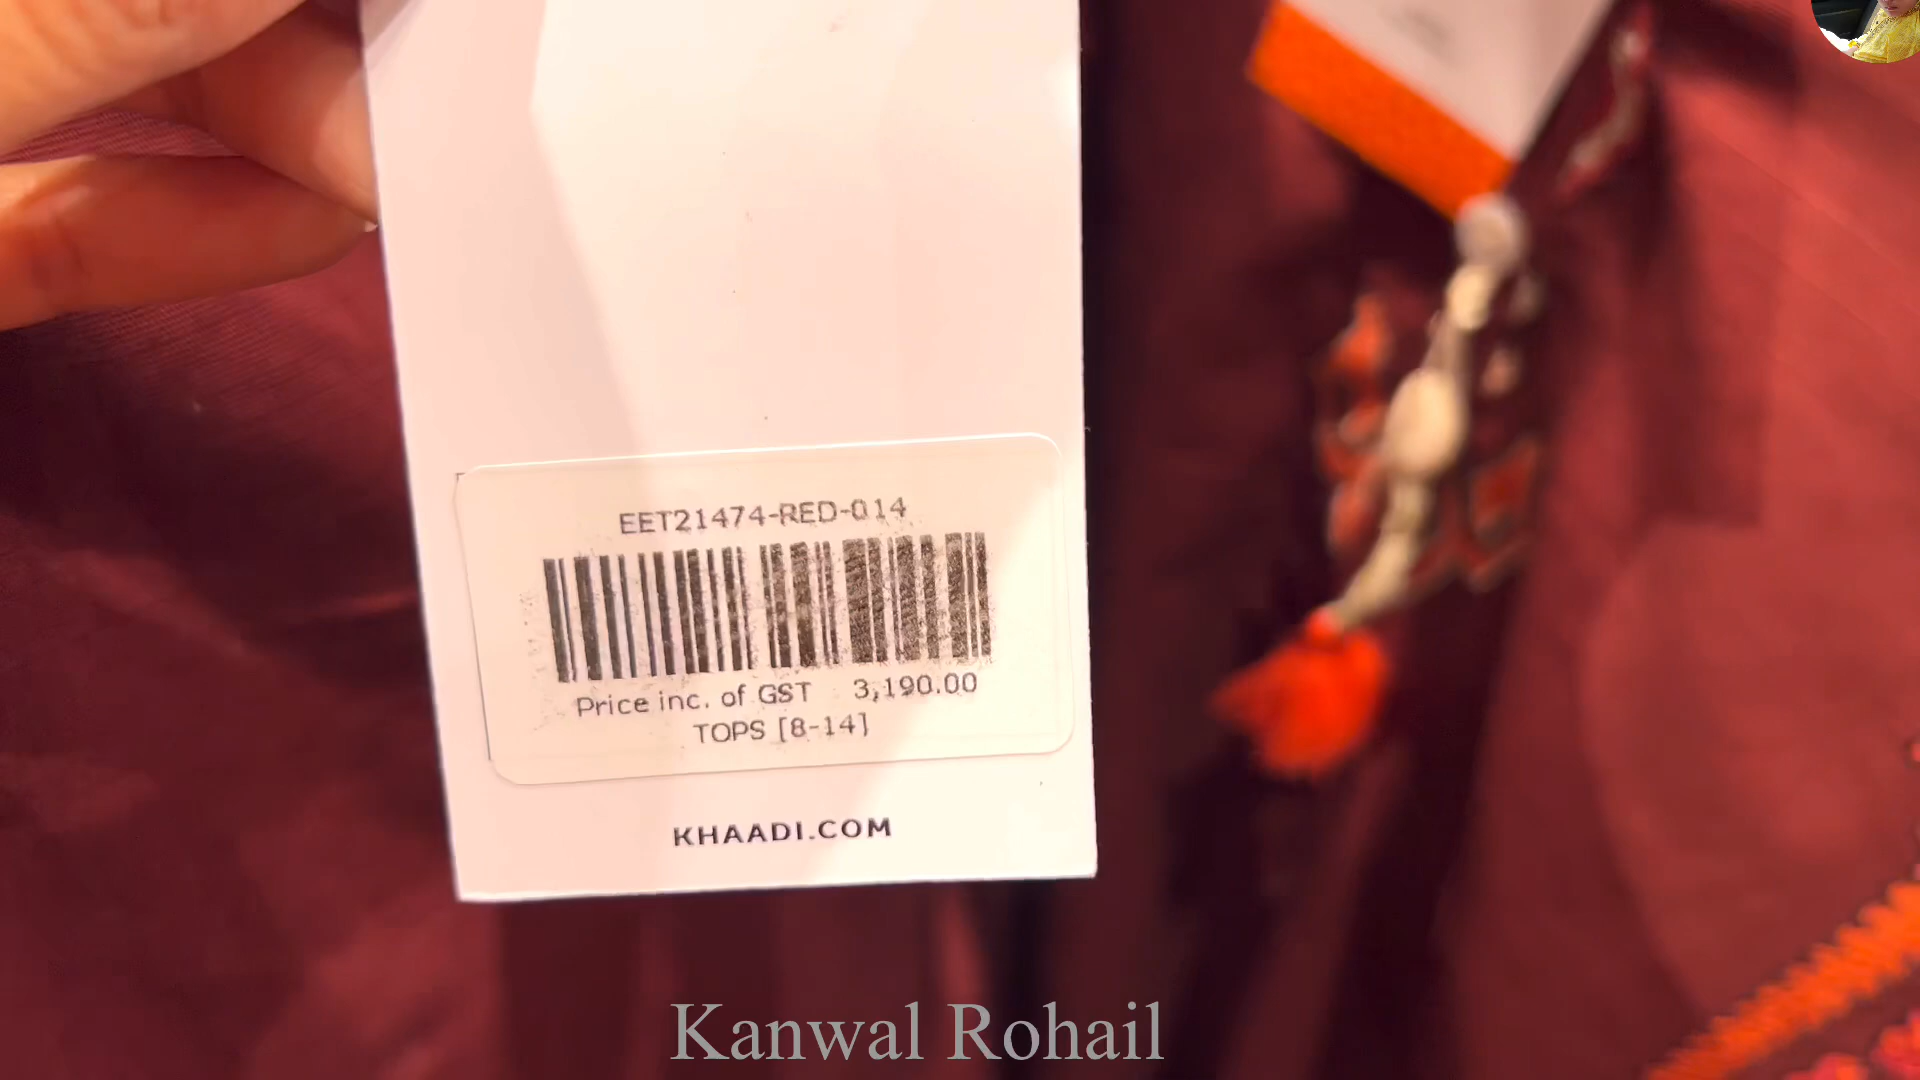 EET21474-RED-014
Price inc. of GST 3,190.00
TOPS [8-14]
KHAADI.COM
Kanwal Rohail